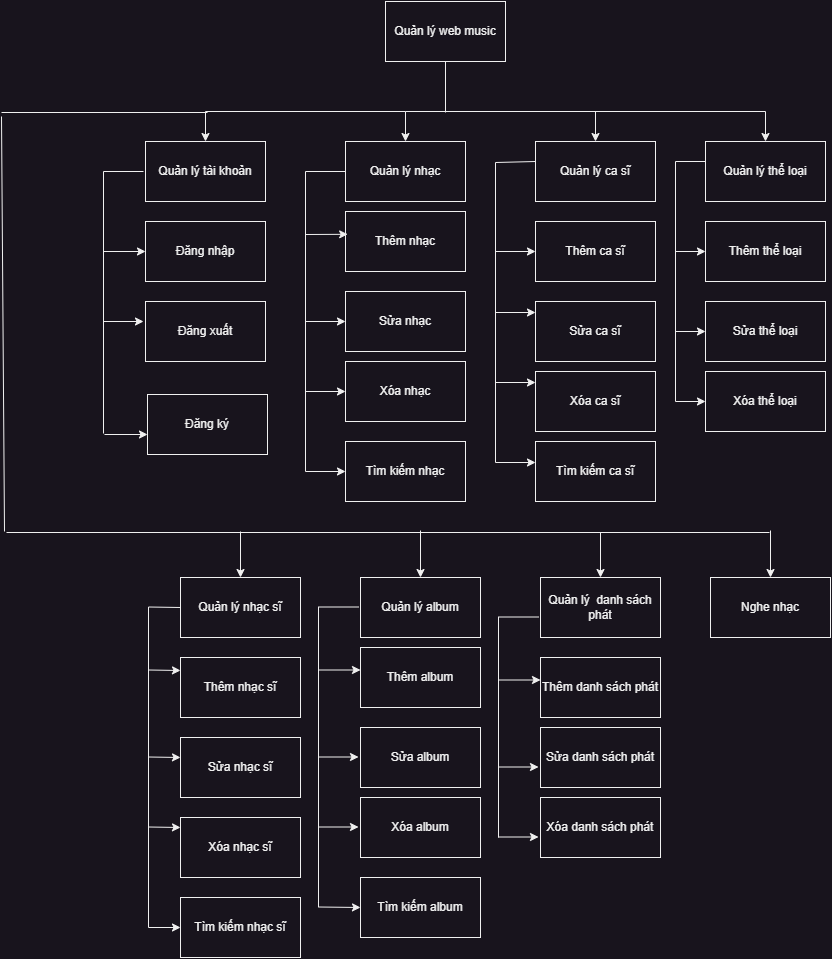 Quản lý web music
Quản lý tài khoản
Đăng nhập
Đăng xuất
Đăng ký
Quản lý nhạc
Thêm nhạc
Sửa nhạc
Xóa nhạc
Tìm kiếm nhạc
Quản lý ca sĩ
Thêm ca sĩ
Sửa ca sĩ
Xóa ca sĩ
Tìm kiếm ca sĩ
Quản lý thể loại
Thêm thể loại
Sửa thể loại
Xóa thể loại
Quản lý nhạc sĩ
Thêm nhạc sĩ
Sửa nhạc sĩ
Xóa nhạc sĩ
Tìm kiếm nhạc sĩ
Quản lý album
Thêm album
Sửa album
Xóa album
Tìm kiếm album
Quản lý danh sách
phát
Thêm danh sách phát
Sửa danh sách phát
Xóa danh sách phát
Nghe nhạc